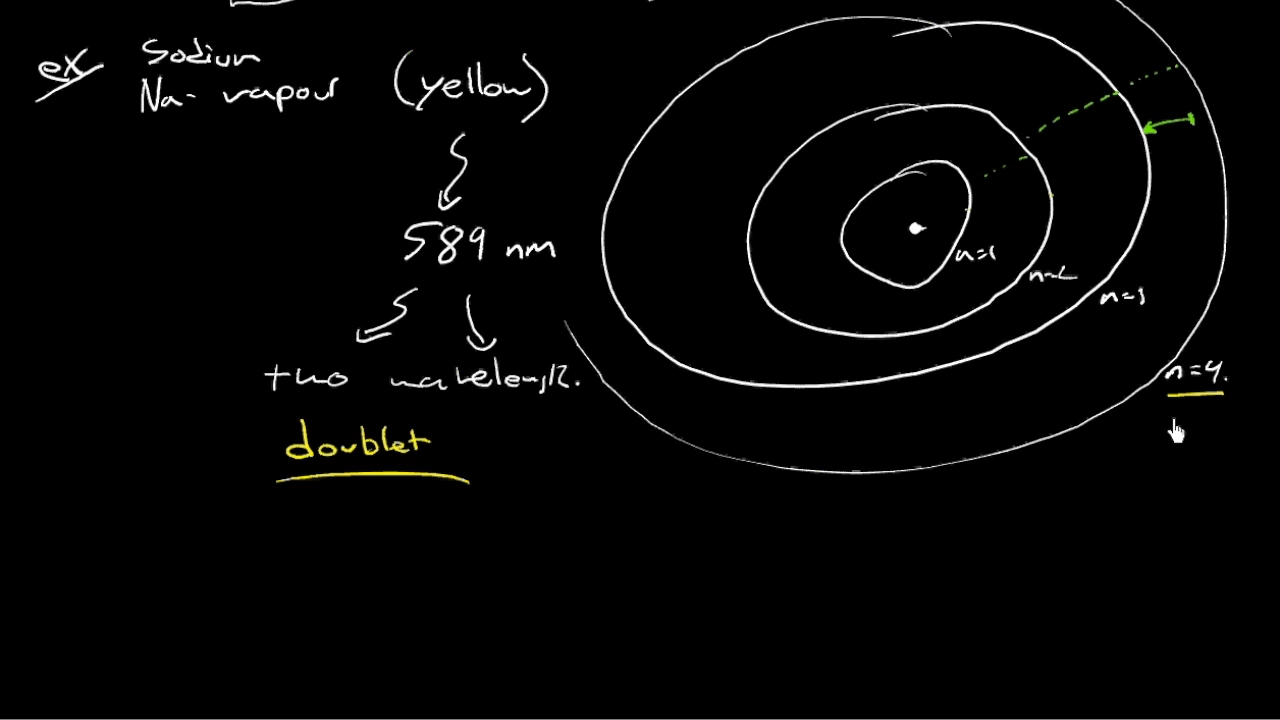 ex Sodium
Na- vapour (yellow)
589 nm
two wavelength.
doublet
n=1
n=2
n=3
n=4.